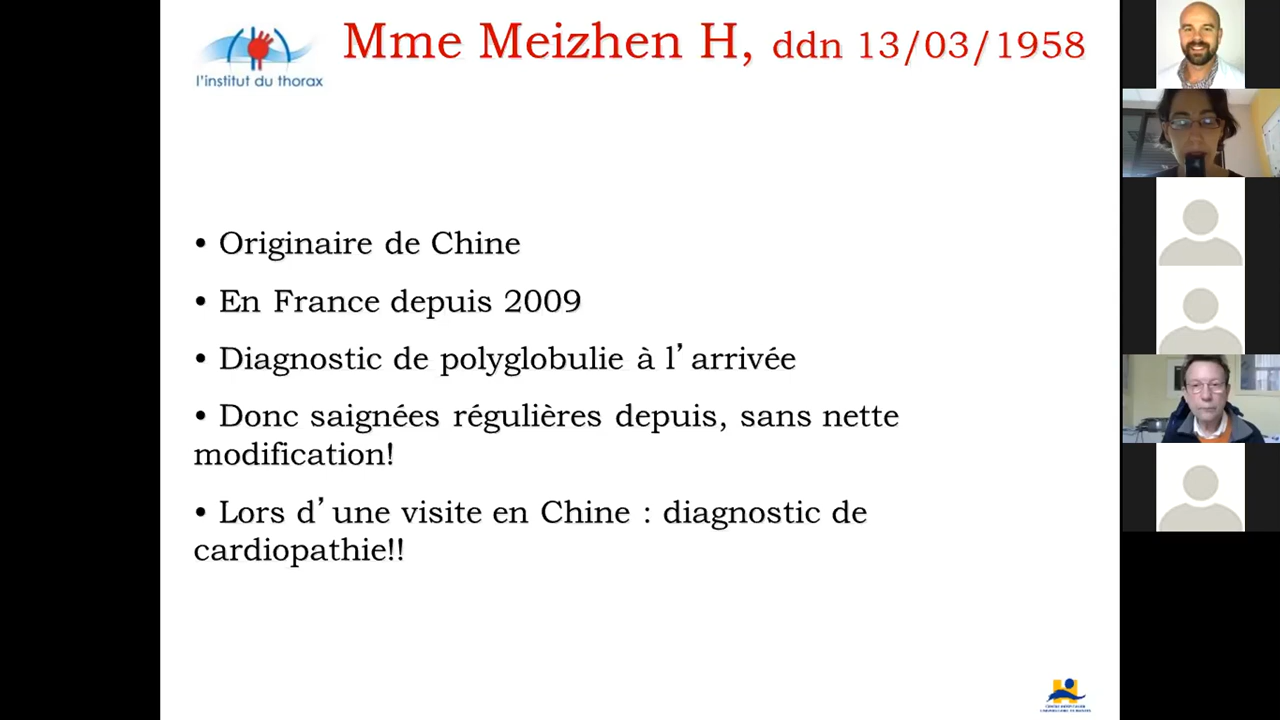 Mme Meizhen H, ddn 13/03/1958
l'institut du thorax
• Originaire de Chine
• En France depuis 2009
• Diagnostic de polyglobulie à l’arrivée
• Donc saignées régulières depuis, sans nette
modification!
• Lors d’une visite en Chine : diagnostic de
cardiopathie!!